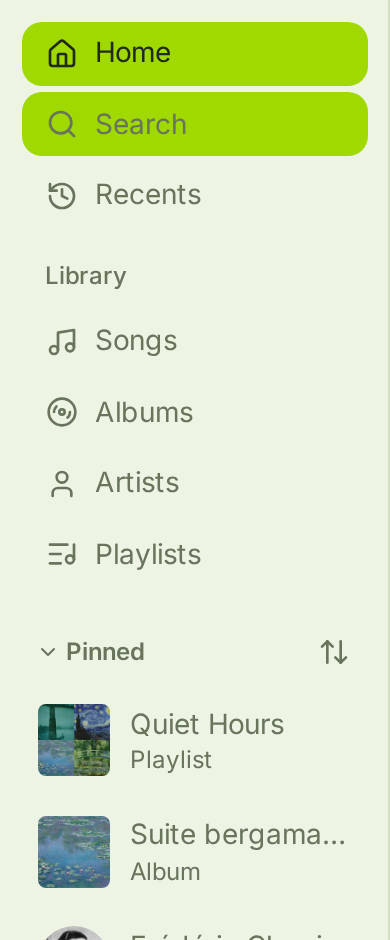 Home
Search
Recents
Library
Songs
Albums
Artists
Playlists
Pinned
Quiet Hours
Playlist
Suite bergama...
Album